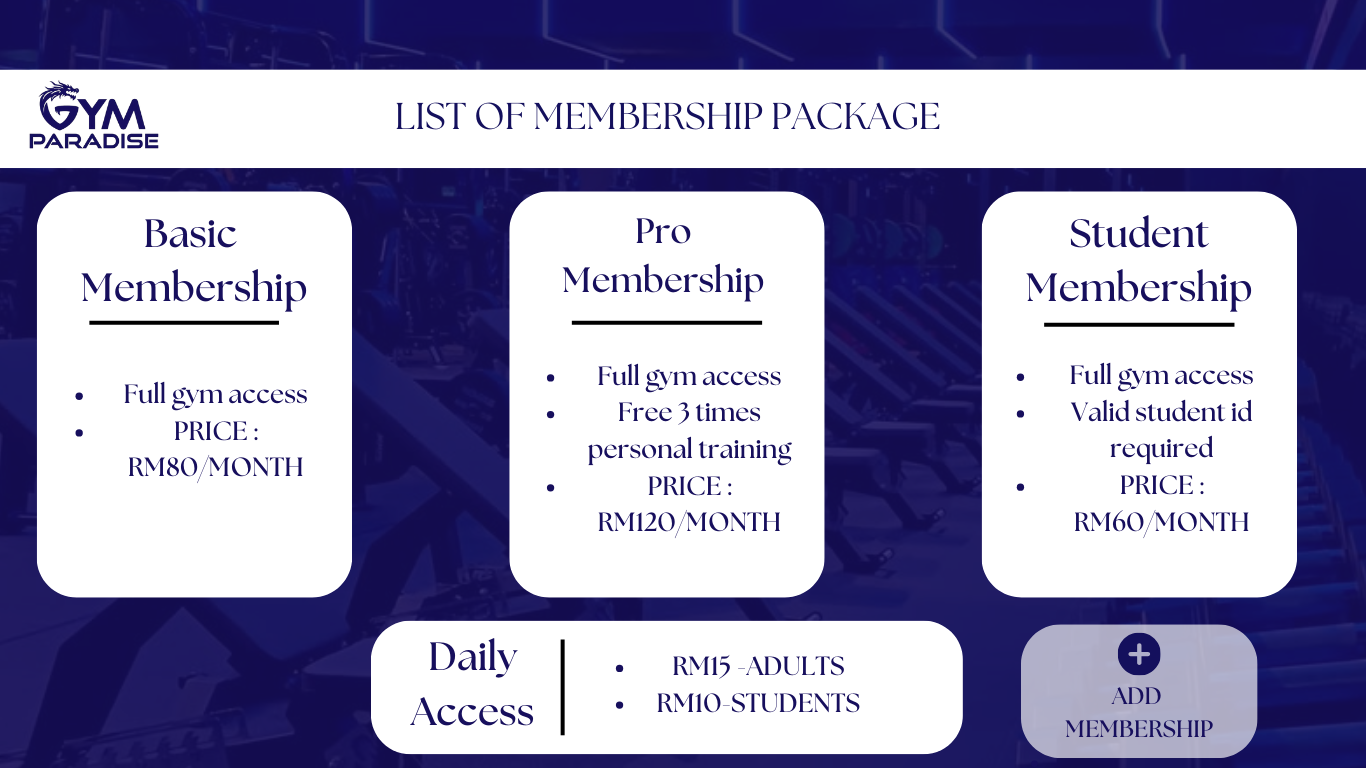 GYM
PARADISE
LIST OF MEMBERSHIP PACKAGE
Basic
Membership
• Full gym access
• PRICE :
RM80/MONTH
Pro
Membership
• Full gym access
• Free 3 times
personal training
• PRICE :
RM120/MONTH
Student
Membership
• Full gym access
• Valid student id
required
• PRICE :
RM60/MONTH
Daily
Access
• RM15 -ADULTS
• RM10-STUDENTS
ADD
MEMBERSHIP